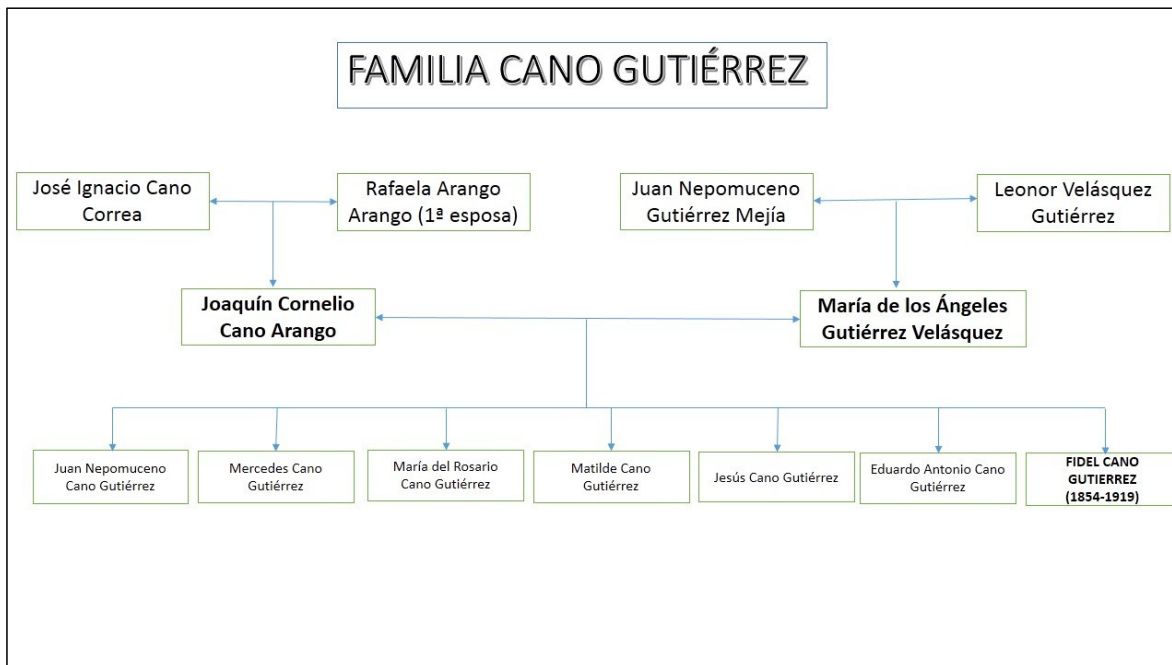 FAMILIA CANO GUTIÉRREZ
José Ignacio Cano
Correa
Rafaela Arango
Arango (1ª esposa)
Juan Nepomuceno
Gutiérrez Mejía
Leonor Velásquez
Gutiérrez
Joaquín Cornelio
Cano Arango
María de los Ángeles
Gutiérrez Velásquez
Juan Nepomuceno
Cano Gutiérrez
Mercedes Cano
Gutiérrez
María del Rosario
Cano Gutiérrez
Matilde Cano
Gutiérrez
Jesús Cano Gutiérrez
Eduardo Antonio Cano
Gutiérrez
FIDEL CANO
GUTIERREZ
(1854-1919)